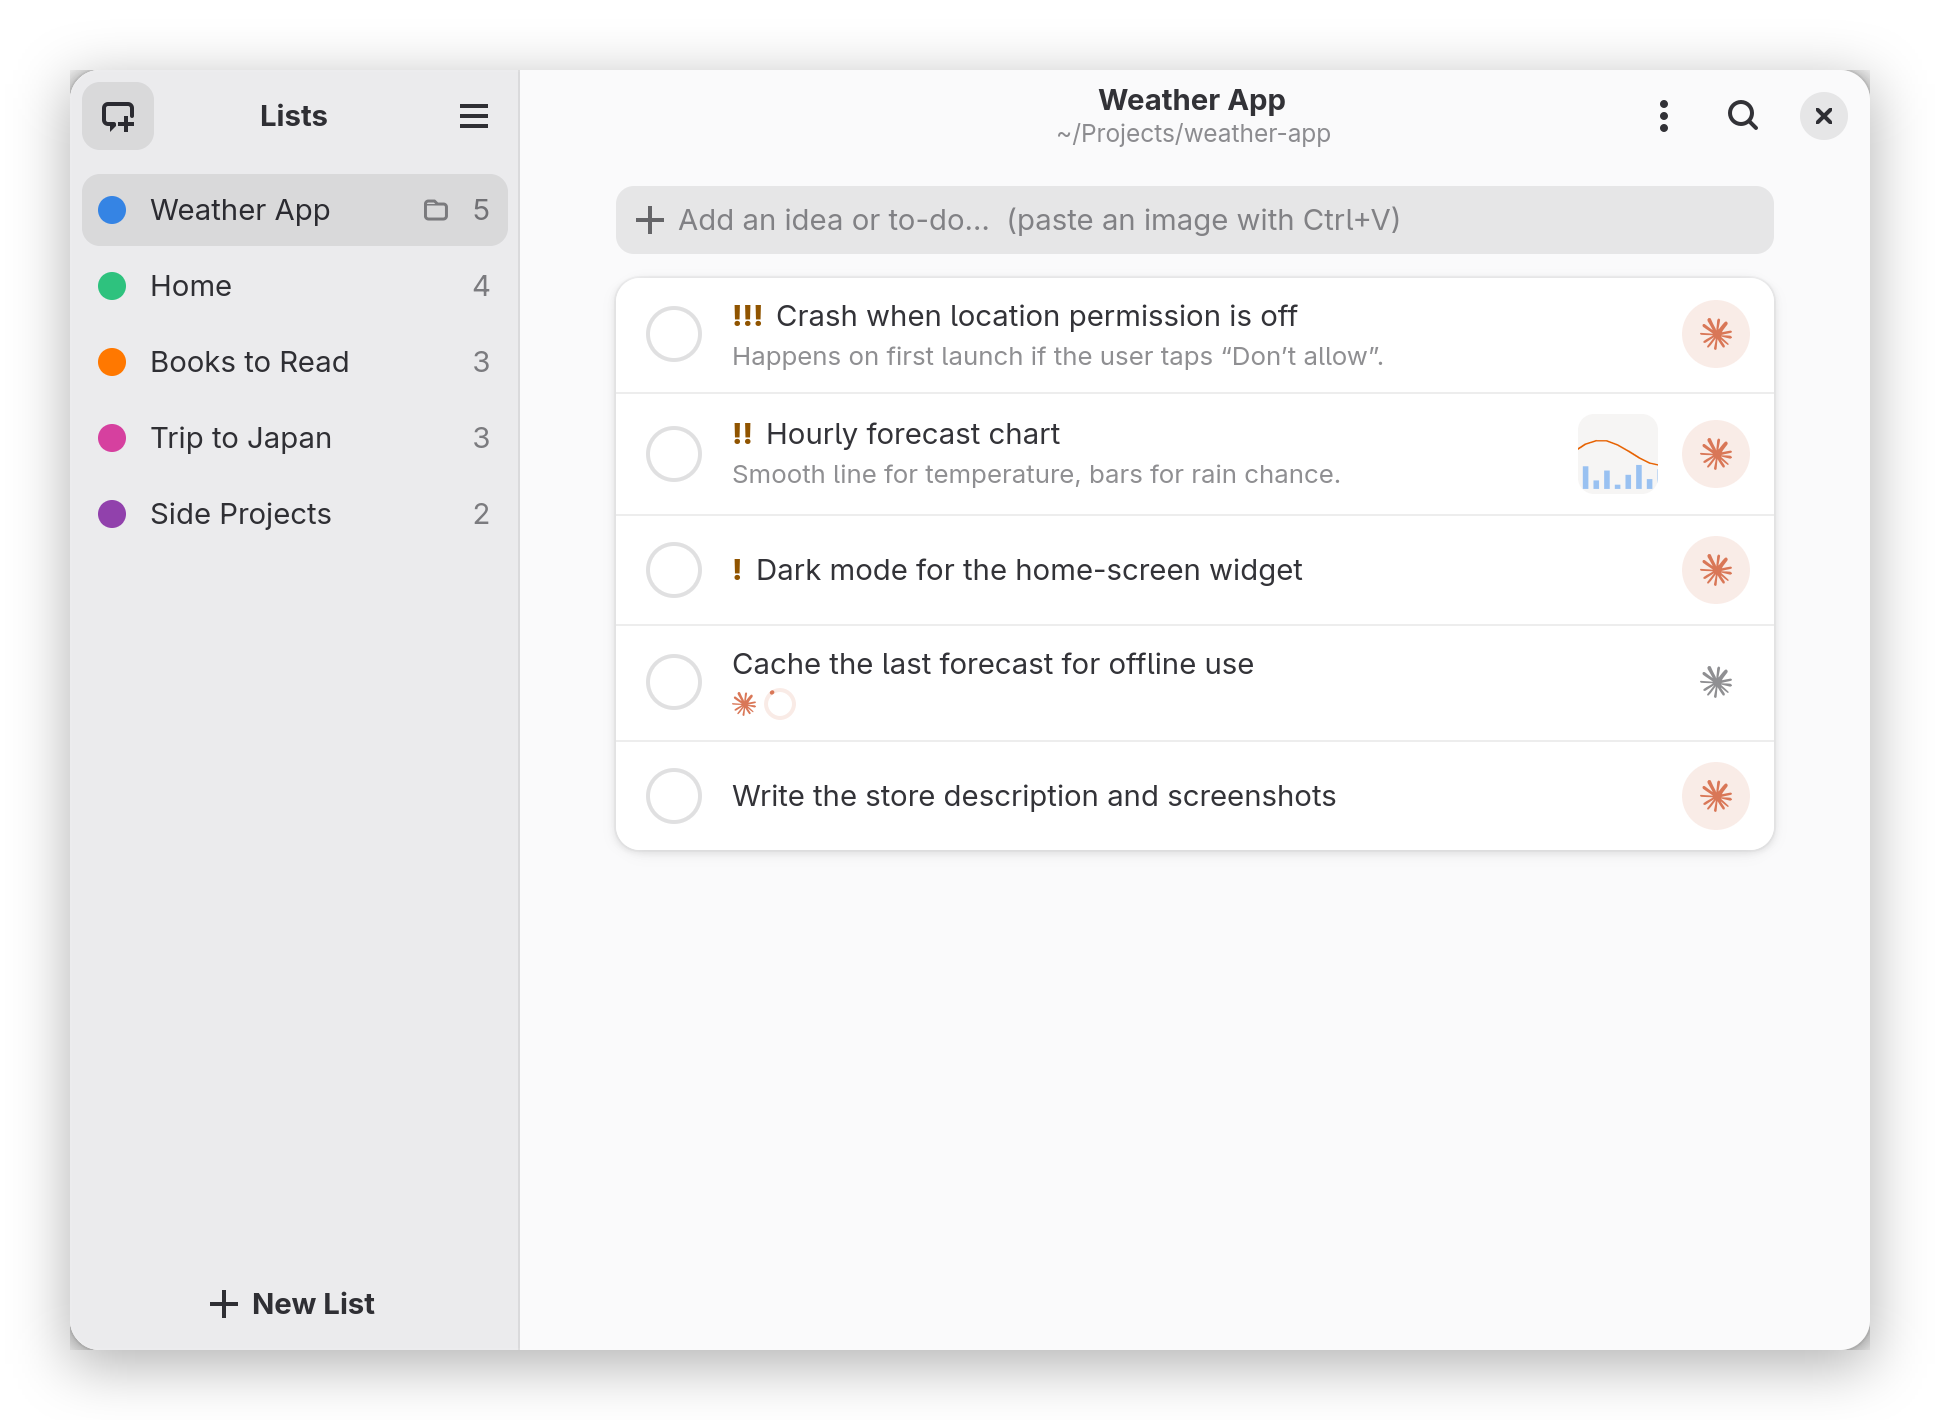 Lists
Weather App 5
Home 4
Books to Read 3
Trip to Japan 3
Side Projects 2
New List
Weather App
~/Projects/weather-app
Add an idea or to-do… (paste an image with Ctrl+V)
!!! Crash when location permission is off
Happens on first launch if the user taps “Don’t allow”.
!! Hourly forecast chart
Smooth line for temperature, bars for rain chance.
! Dark mode for the home-screen widget
Cache the last forecast for offline use
Write the store description and screenshots